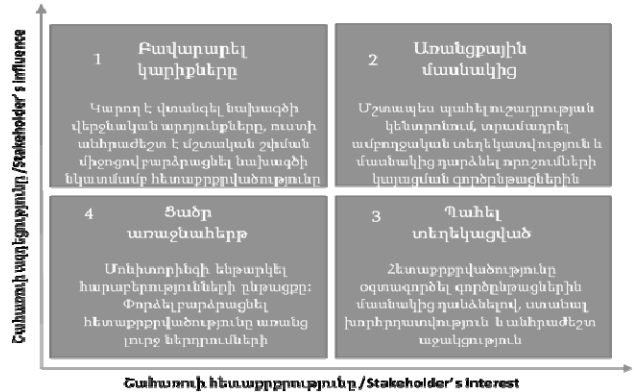 Շահառուի ազդեցությունը /Stakeholder's Influence
1
Բավարարել
կարիքները
Կարող է վտանգել նախագծի
վերջնական արդյունքները, ուստի
անհրաժեշտ է մշտական շփման
միջոցով բարձրացնել նախագծի
նկատմամբ հետաքրքրվածությունը
2
Առանցքային
մասնակից
Մշտապես պահել ուշադրության
կենտրոնում, տրամադրել
ամբողջական տեղեկատվություն և
մասնակից դարձնել որոշումների
կայացման գործընթացներին
4
Ցածր
առաջնահերթ
Մոնիտորինգի ենթարկել
հարաբերությունների ընթացքը:
Փորձել բարձրացնել
հետաքրքրվածությունը առանց
լուրջ ներդրումների
3
Պահել
տեղեկացված
Հետաքրքրվածությունը
օգտագործել գործընթացներին
մասնակից դանձնելով, ստանալ
խորհրդատվություն և անհրաժեշտ
աջակցություն
Շահառուի հետաքրքրությունը /Stakeholder's Interest